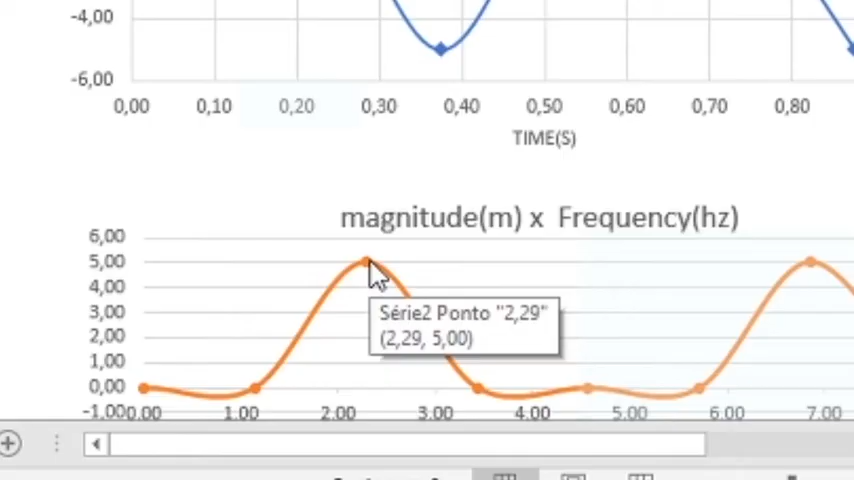 -4,00
-6,00
0,00 0,10 0,20 0,30 0,40 0,50 0,60 0,70 0,80
TIME(S)
magnitude(m) x Frequency(hz)
6,00
5,00
4,00
3,00
2,00
1,00
0,00
-1,00
0,00 1,00 2,00 3,00 4,00 5,00 6,00 7,00
Série2 Ponto "2,29"
(2,29, 5,00)